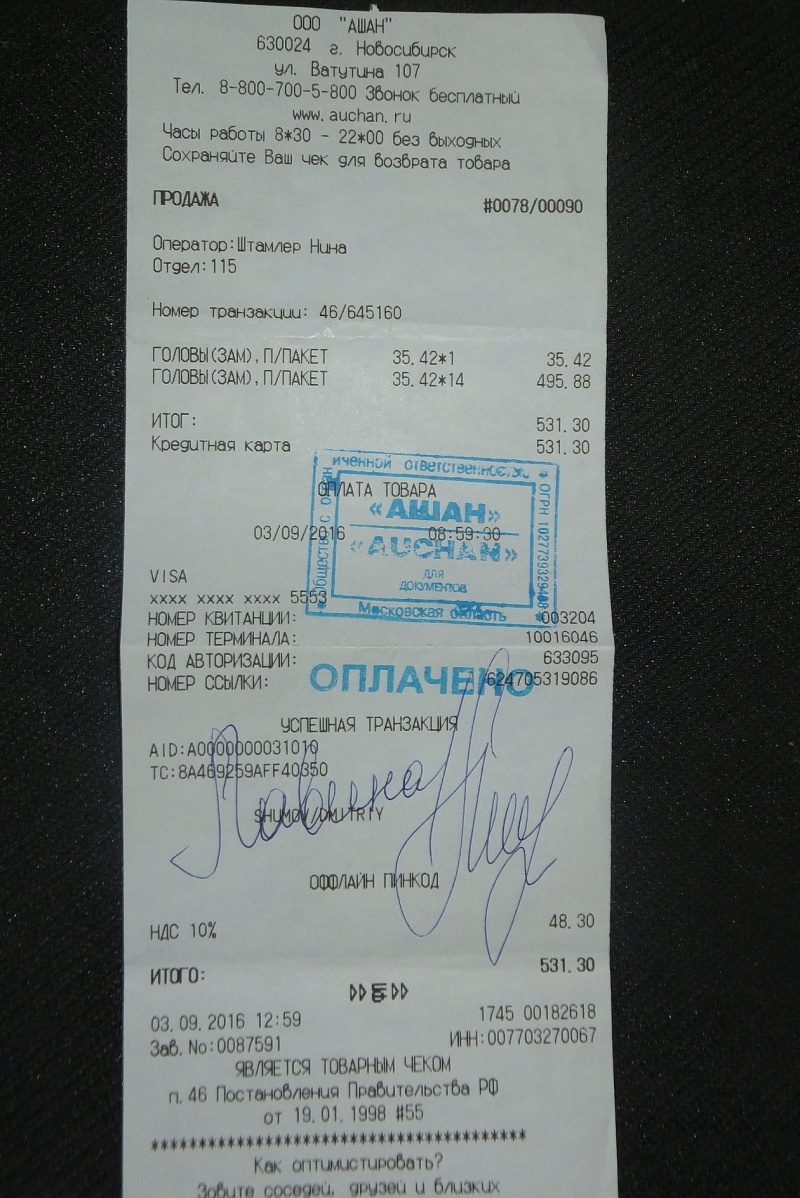 ООО "АШАН"
630024 г. Новосибирск
ул. Ватутина 107
Тел. 8-800-700-5-800 Звонок бесплатный
www.auchan.ru
Часы работы 8*30 - 22*00 без выходных
Сохраняйте Ваш чек для возврата товара
ПРОДАЖА #0078/00090
Оператор:Штамлер Нина
Отдел:115
Номер транзакции: 46/645160
ГОЛОВЫ(ЗАМ),П/ПАКЕТ 35.42*1 35.42
ГОЛОВЫ(ЗАМ),П/ПАКЕТ 35.42*14 495.88
ИТОГ: 531.30
Кредитная карта 531.30
иченной ответственностью
ОПЛАТА ТОВАРА
«АШАН»
03/09/2016 08:59:30
«AUCHAN»
для
документов
Московская область
Общество с огран
ОГРН
VISA
xxxx xxxx xxxx 5553
НОМЕР КВИТАНЦИИ: 003204
НОМЕР ТЕРМИНАЛА: 10016046
КОД АВТОРИЗАЦИИ: 633095
НОМЕР ССЫЛКИ: 624705319086
ОПЛАЧЕНО
УСПЕШНАЯ ТРАНЗАКЦИЯ
AID:A0000000031010
TC:8A469259AFF40350
SHUMOV/DMITRIY
ОФФЛАЙН ПИНКОД
НДС 10% 48.30
ИТОГО: 531.30
03.09.2016 12:59 1745 00182618
Зав. No:0087591 ИНН:007703270067
ЯВЛЯЕТСЯ ТОВАРНЫМ ЧЕКОМ
п. 46 Постановления Правительства РФ
от 19.01.1998 #55
****************************************
Как оптимистировать?
Зовите соседей, друзей и близких